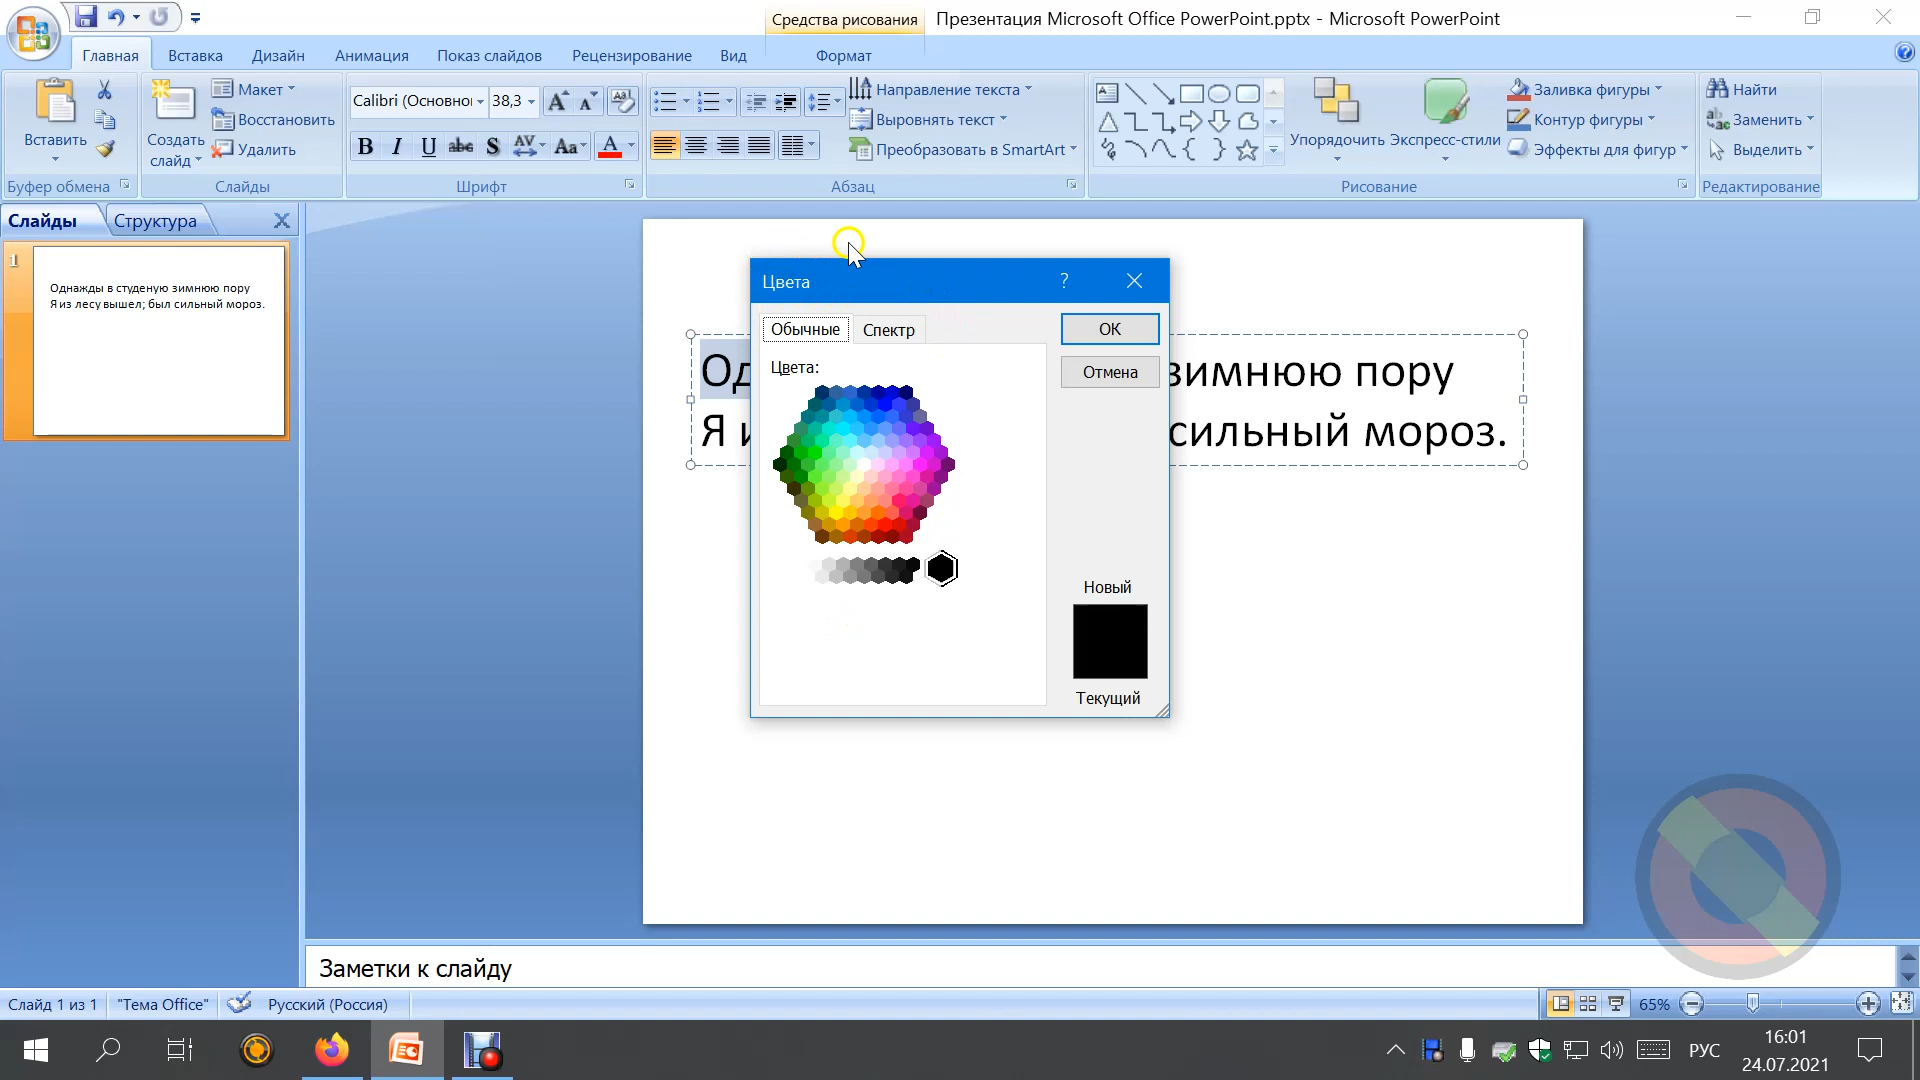 Средства рисования
Презентация Microsoft Office PowerPoint.pptx - Microsoft PowerPoint
Главная
Вставка
Дизайн
Анимация
Показ слайдов
Рецензирование
Вид
Формат
Вставить
Буфер обмена
Создать слайд
Макет
Восстановить
Удалить
Слайды
Calibri (Основной
38,3
Шрифт
Направление текста
Выровнять текст
Преобразовать в SmartArt
Абзац
Упорядочить
Экспресс-стили
Заливка фигуры
Контур фигуры
Эффекты для фигур
Рисование
Найти
Заменить
Выделить
Редактирование
Слайды
Структура
1
Однажды в студеную зимнюю пору
Я из лесу вышел; был сильный мороз.
Од
зимнюю пору
Я и
сильный мороз.
Цвета
?
Обычные
Спектр
Цвета:
ОК
Отмена
Новый
Текущий
Заметки к слайду
Слайд 1 из 1
"Тема Office"
Русский (Россия)
65%
РУС
16:01
24.07.2021